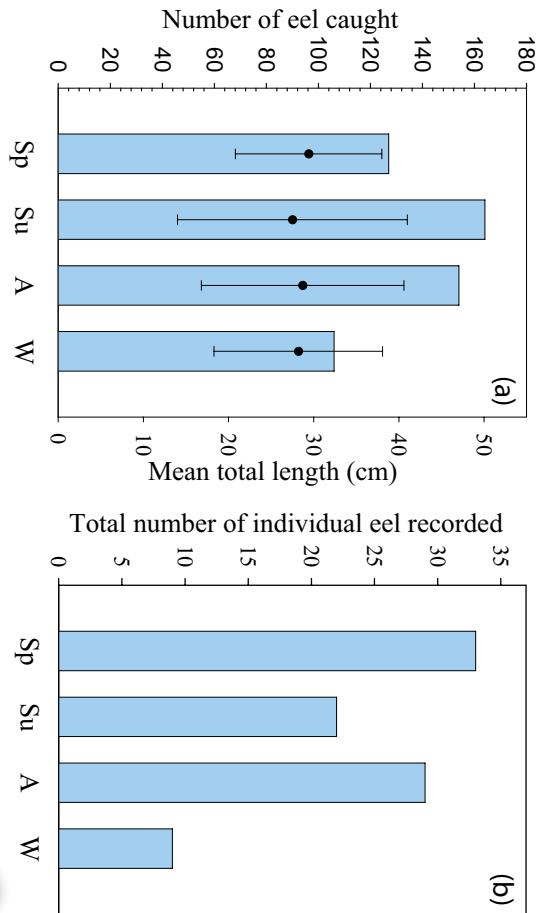 Number of eel caught
0 20 40 60 80 100 120 140 160 180
Sp Su A W
(a)
0 10 20 30 40 50
Mean total length (cm)
Total number of individual eel recorded
0 5 10 15 20 25 30 35
Sp Su A W
(b)